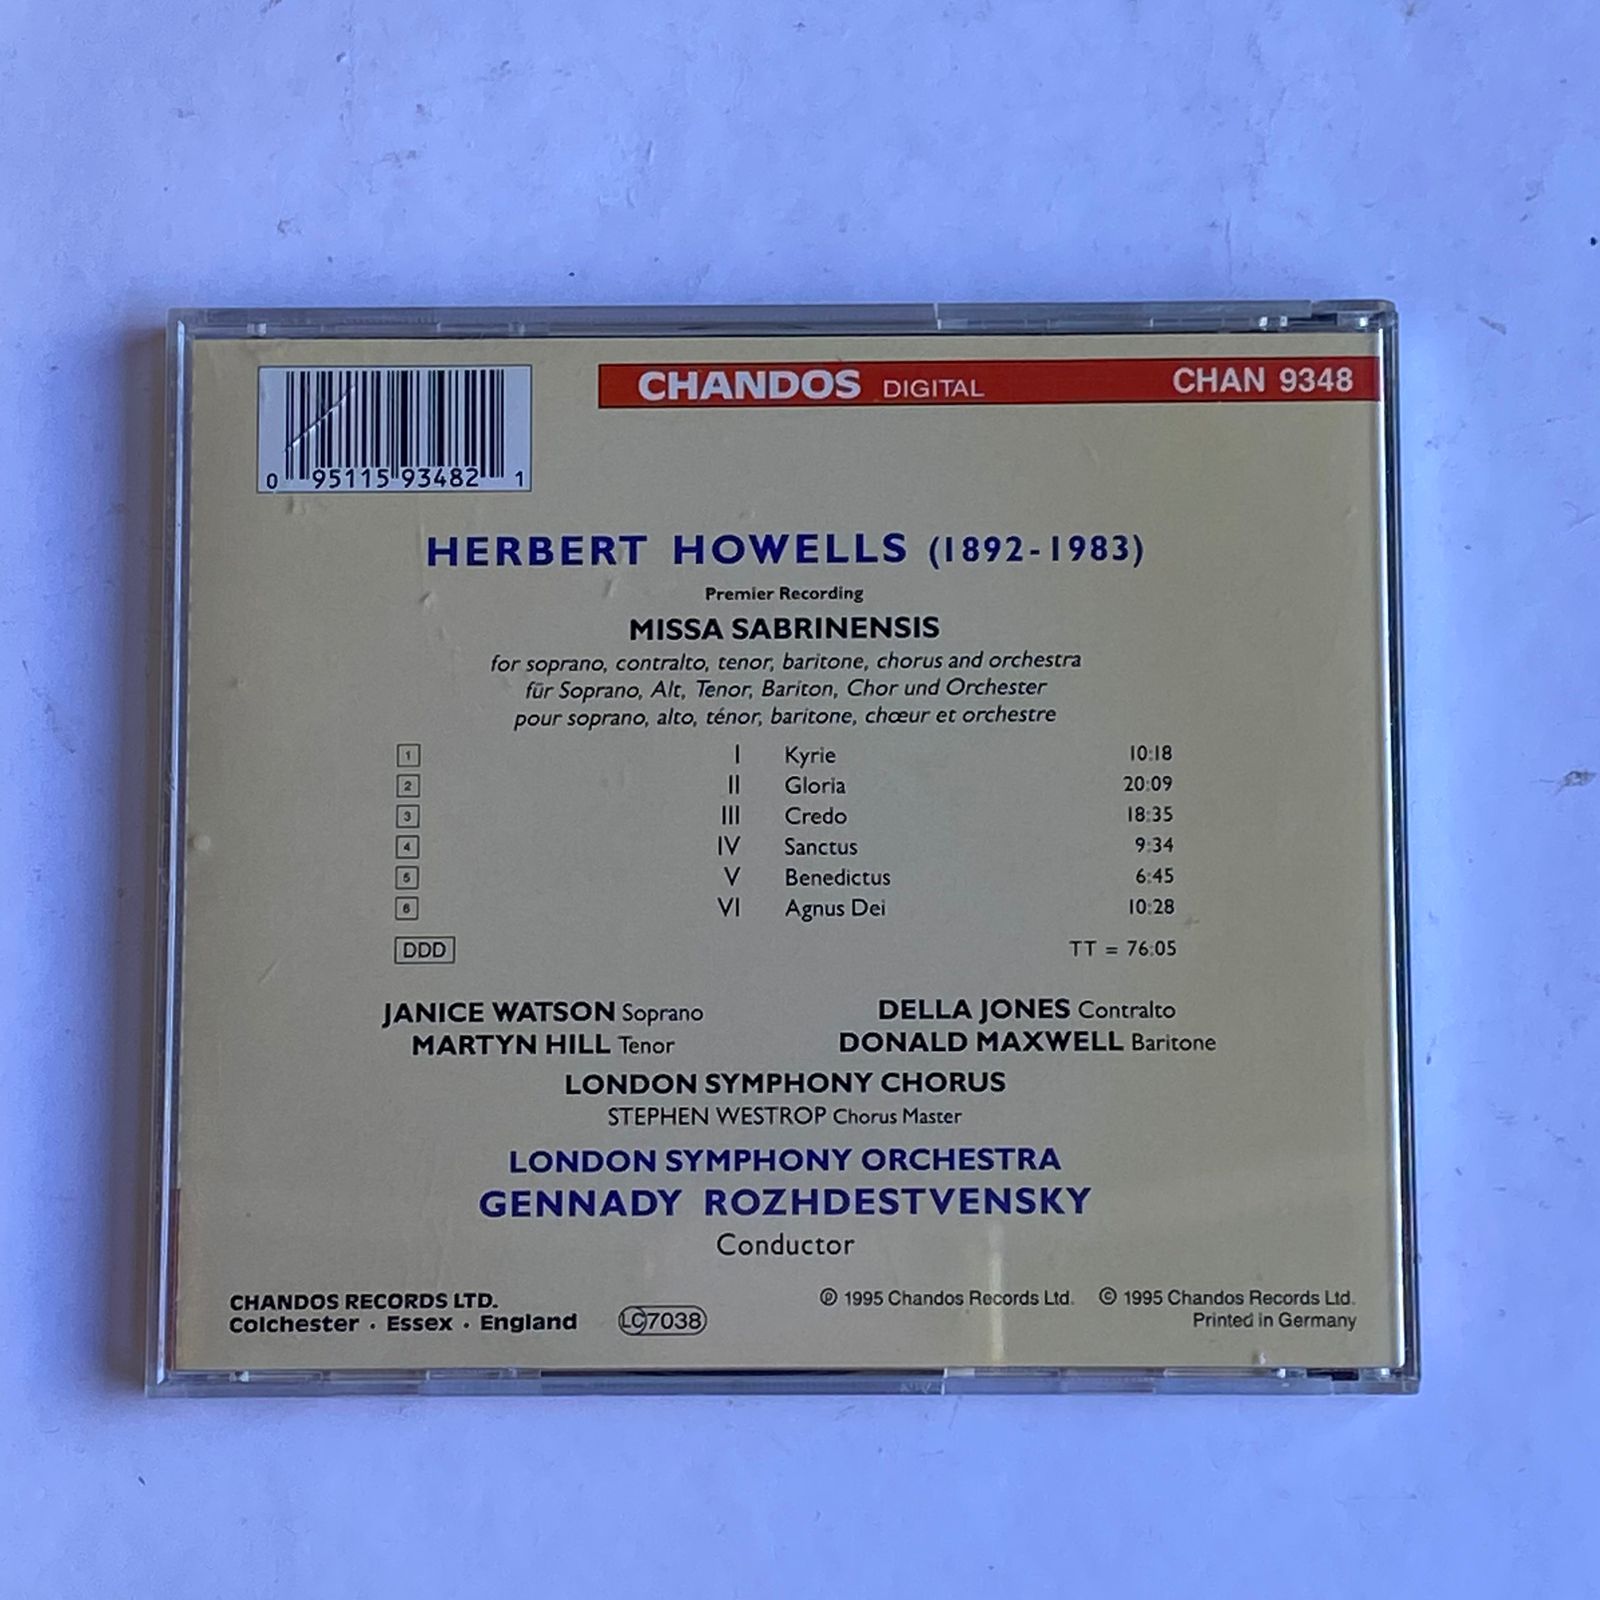 CHANDOS DIGITAL CHAN 9348
0 95115 93482 1
HERBERT HOWELLS (1892-1983)
Premier Recording
MISSA SABRINENSIS
for soprano, contralto, tenor, baritone, chorus and orchestra
für Soprano, Alt, Tenor, Bariton, Chor und Orchester
pour soprano, alto, ténor, baritone, chœur et orchestre
1 I Kyrie 10:18
2 II Gloria 20:09
3 III Credo 18:35
4 IV Sanctus 9:34
5 V Benedictus 6:45
6 VI Agnus Dei 10:28
DDD TT = 76:05
JANICE WATSON Soprano DELLA JONES Contralto
MARTYN HILL Tenor DONALD MAXWELL Baritone
LONDON SYMPHONY CHORUS
STEPHEN WESTROP Chorus Master
LONDON SYMPHONY ORCHESTRA
GENNADY ROZHDESTVENSKY
Conductor
CHANDOS RECORDS LTD. ℗ 1995 Chandos Records Ltd. © 1995 Chandos Records Ltd.
Colchester · Essex · England LC7038 Printed in Germany